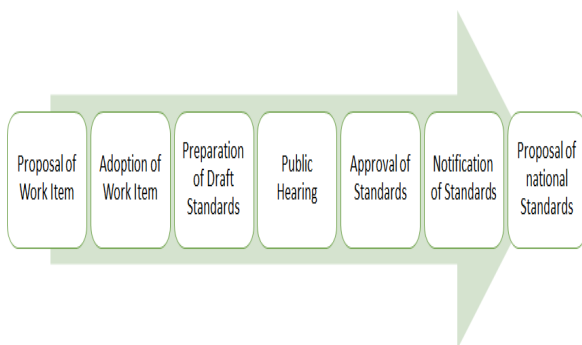 Proposal of
Work Item
Adoption of
Work Item
Preparation
of Draft
Standards
Public
Hearing
Approval of
Standards
Notification
of Standards
Proposal of
national
Standards